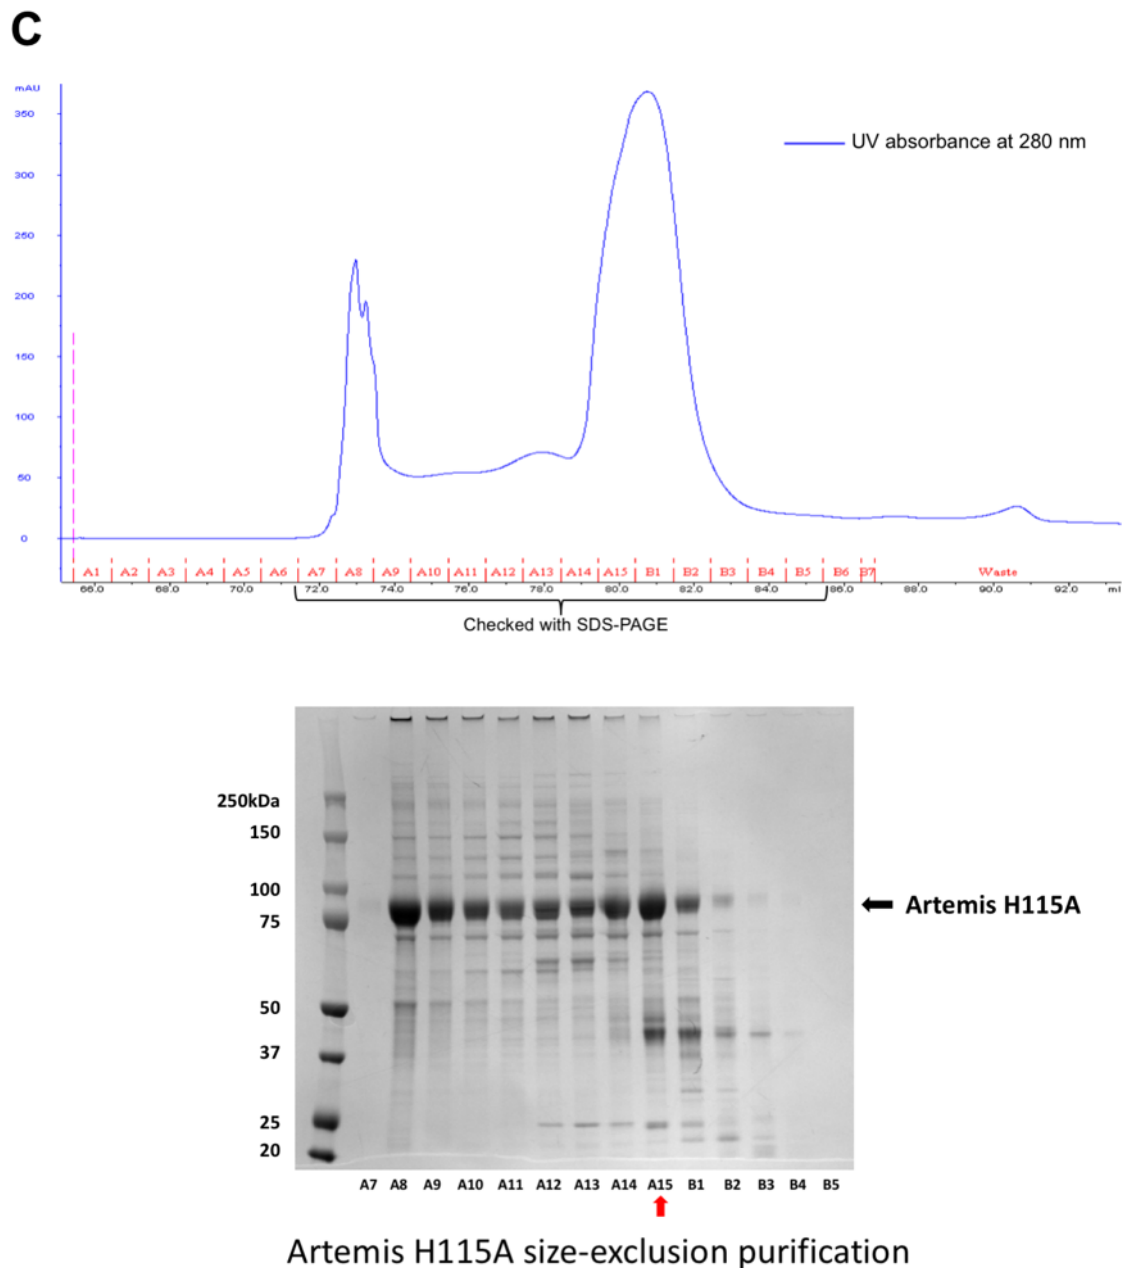 C
mAU
350
UV absorbance at 280 nm
300
250
200
150
100
50
0
A1 A2 A3 A4 A5 A6 A7 A8 A9 A10 A11 A12 A13 A14 A15 B1 B2 B3 B4 B5 B6 B7 Waste
66.0 68.0 70.0 72.0 74.0 76.0 78.0 80.0 82.0 84.0 86.0 88.0 90.0 92.0 ml
Checked with SDS-PAGE
250kDa
150
100
Artemis H115A
75
50
37
25
20
A7 A8 A9 A10 A11 A12 A13 A14 A15 B1 B2 B3 B4 B5
Artemis H115A size-exclusion purification